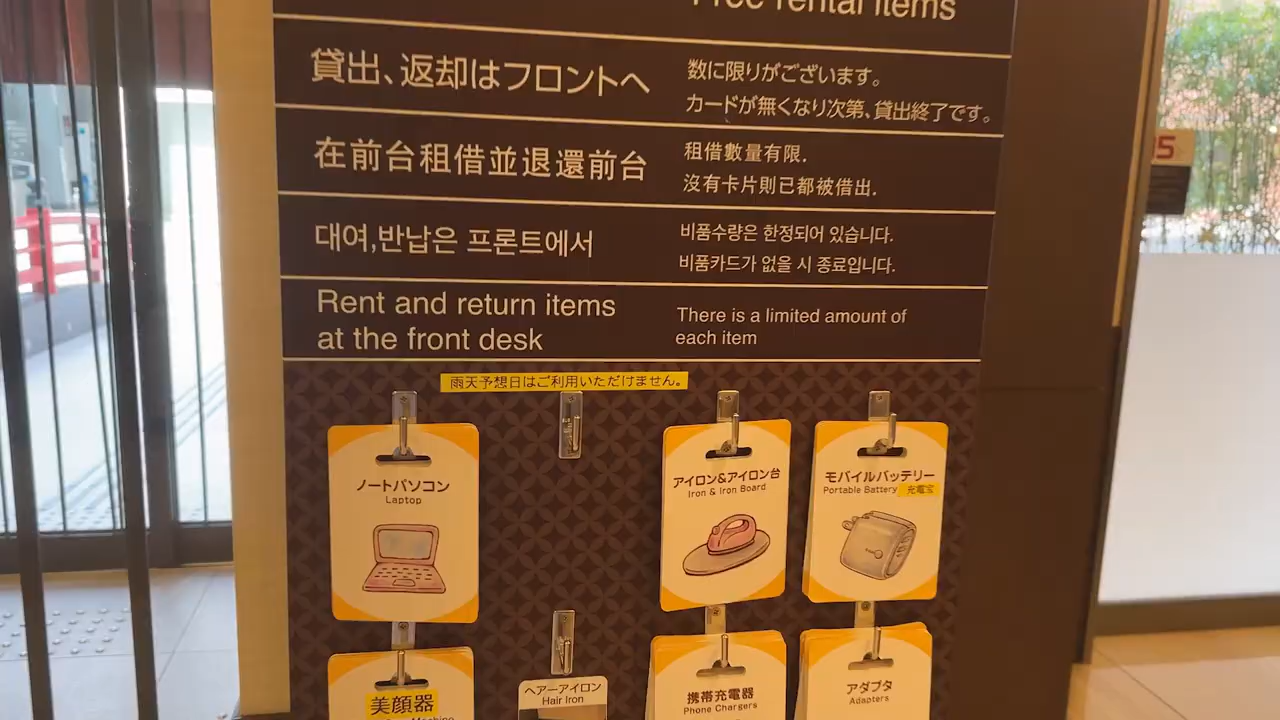 Free rental items
貸出、返却はフロントへ
数に限りがございます。
カードが無くなり次第、貸出終了です。
在前台租借並退還前台
租借數量有限.
沒有卡片則已都被借出.
대여,반납은 프론트에서
비품수량은 한정되어 있습니다.
비품카드가 없을 시 종료입니다.
Rent and return items
at the front desk
There is a limited amount of
each item
雨天予想日はご利用いただけません。
ノートパソコン
Laptop
アイロン&アイロン台
Iron & Iron Board
モバイルバッテリー
Portable Battery 充電宝
美顔器
ヘアーアイロン
Hair Iron
携帯充電器
Phone Chargers
アダプタ
Adapters
5